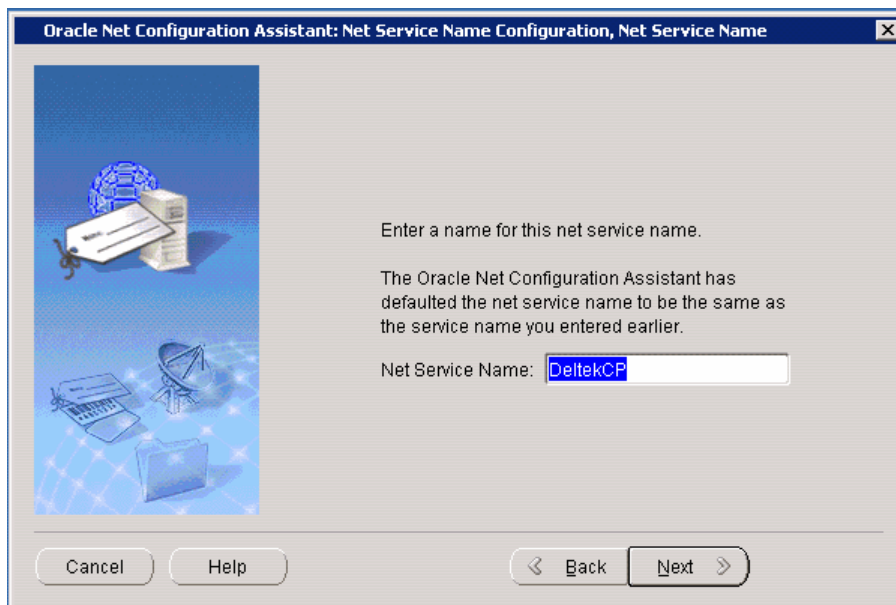 Oracle Net Configuration Assistant: Net Service Name Configuration, Net Service Name
Enter a name for this net service name.
The Oracle Net Configuration Assistant has
defaulted the net service name to be the same as
the service name you entered earlier.
Net Service Name: DeltekCP
Cancel Help Back Next